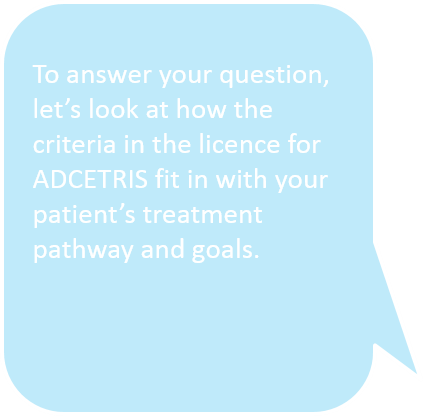 To answer your question,
let’s look at how the
criteria in the licence for
ADCETRIS fit in with your
patient’s treatment
pathway and goals.